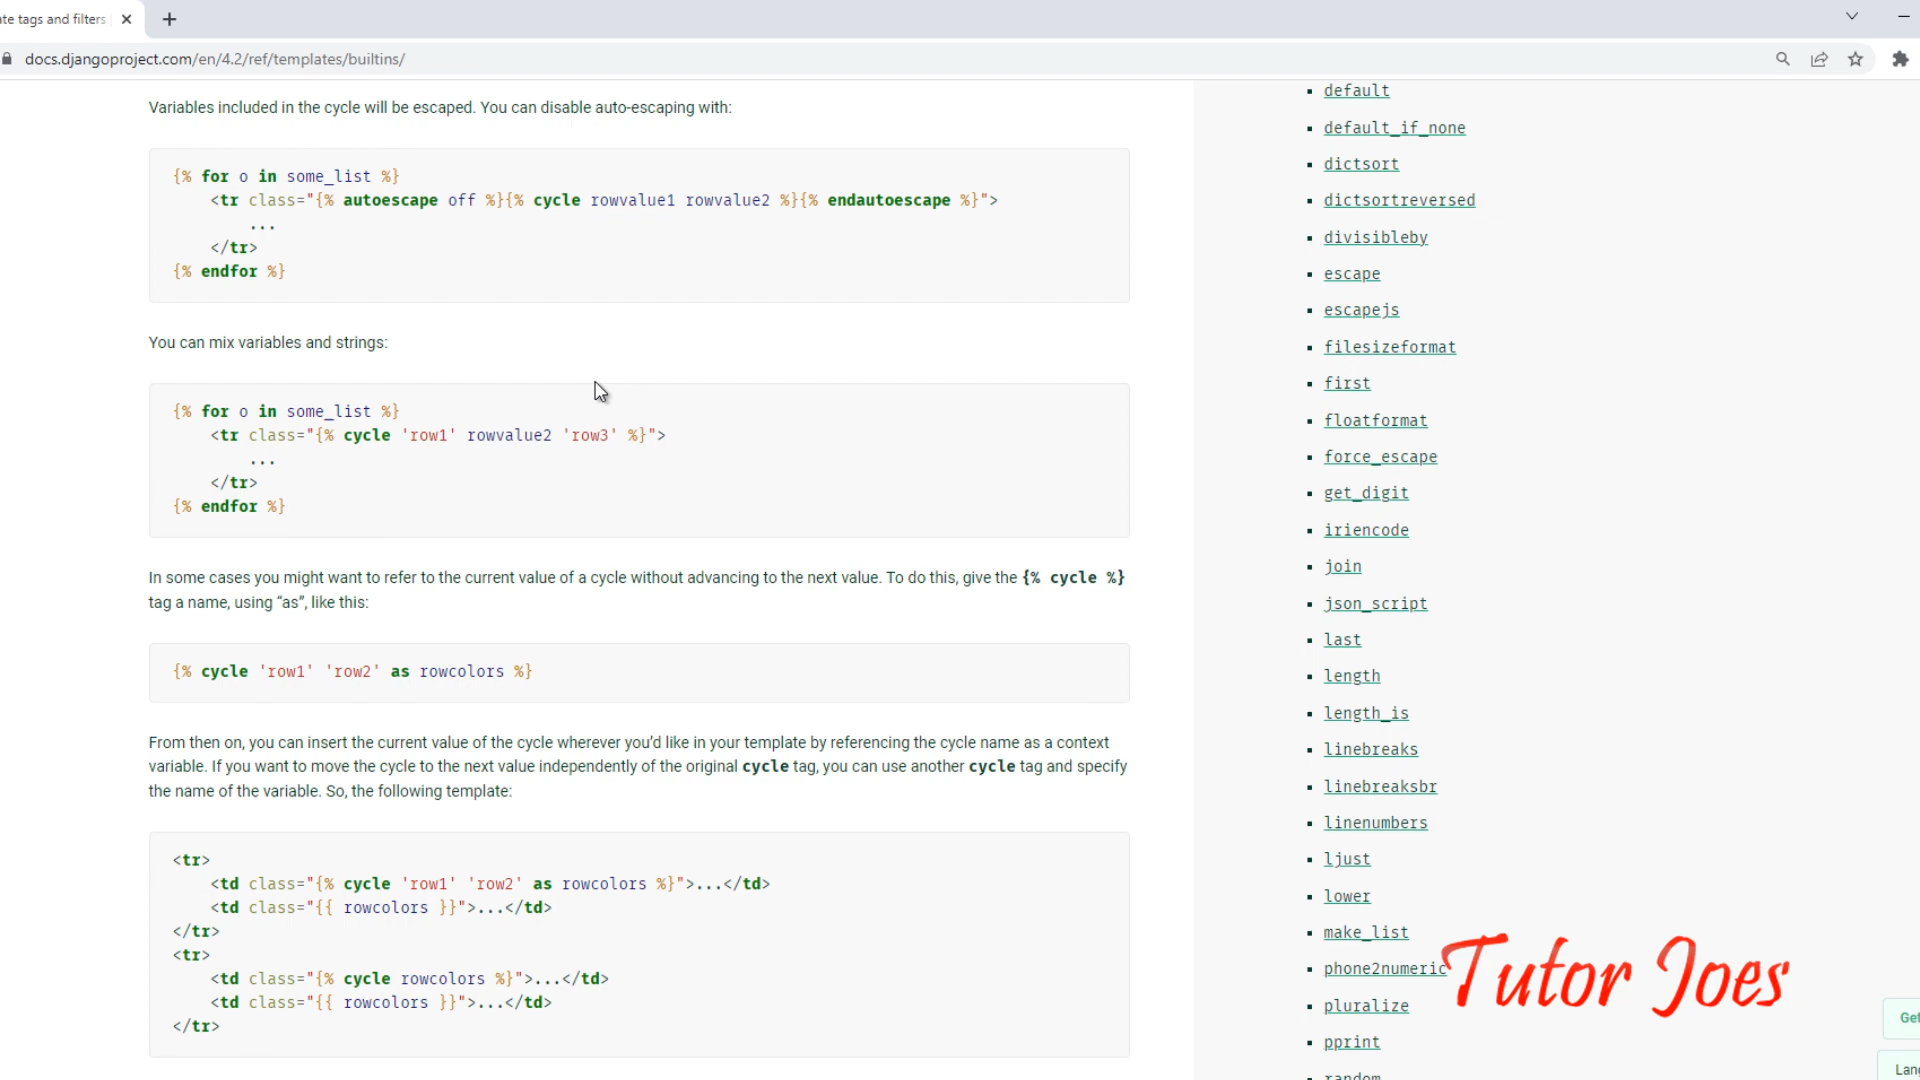 ate tags and filters
docs.djangoproject.com/en/4.2/ref/templates/builtins/
Variables included in the cycle will be escaped. You can disable auto-escaping with:
{% for o in some_list %}
<tr class="{% autoescape off %}{% cycle rowvalue1 rowvalue2 %}{% endautoescape %}">
...
</tr>
{% endfor %}
You can mix variables and strings:
{% for o in some_list %}
<tr class="{% cycle 'row1' rowvalue2 'row3' %}">
...
</tr>
{% endfor %}
In some cases you might want to refer to the current value of a cycle without advancing to the next value. To do this, give the {% cycle %}
tag a name, using “as”, like this:
{% cycle 'row1' 'row2' as rowcolors %}
From then on, you can insert the current value of the cycle wherever you’d like in your template by referencing the cycle name as a context
variable. If you want to move the cycle to the next value independently of the original cycle tag, you can use another cycle tag and specify
the name of the variable. So, the following template:
<tr>
<td class="{% cycle 'row1' 'row2' as rowcolors %}">...</td>
<td class="{{ rowcolors }}">...</td>
</tr>
<tr>
<td class="{% cycle rowcolors %}">...</td>
<td class="{{ rowcolors }}">...</td>
</tr>
default
default_if_none
dictsort
dictsortreversed
divisibleby
escape
escapejs
filesizeformat
first
floatformat
force_escape
get_digit
iriencode
join
json_script
last
length
length_is
linebreaks
linebreaksbr
linenumbers
ljust
lower
make_list
phone2numeric
pluralize
pprint
random
Tutor Joes
Get
Lang